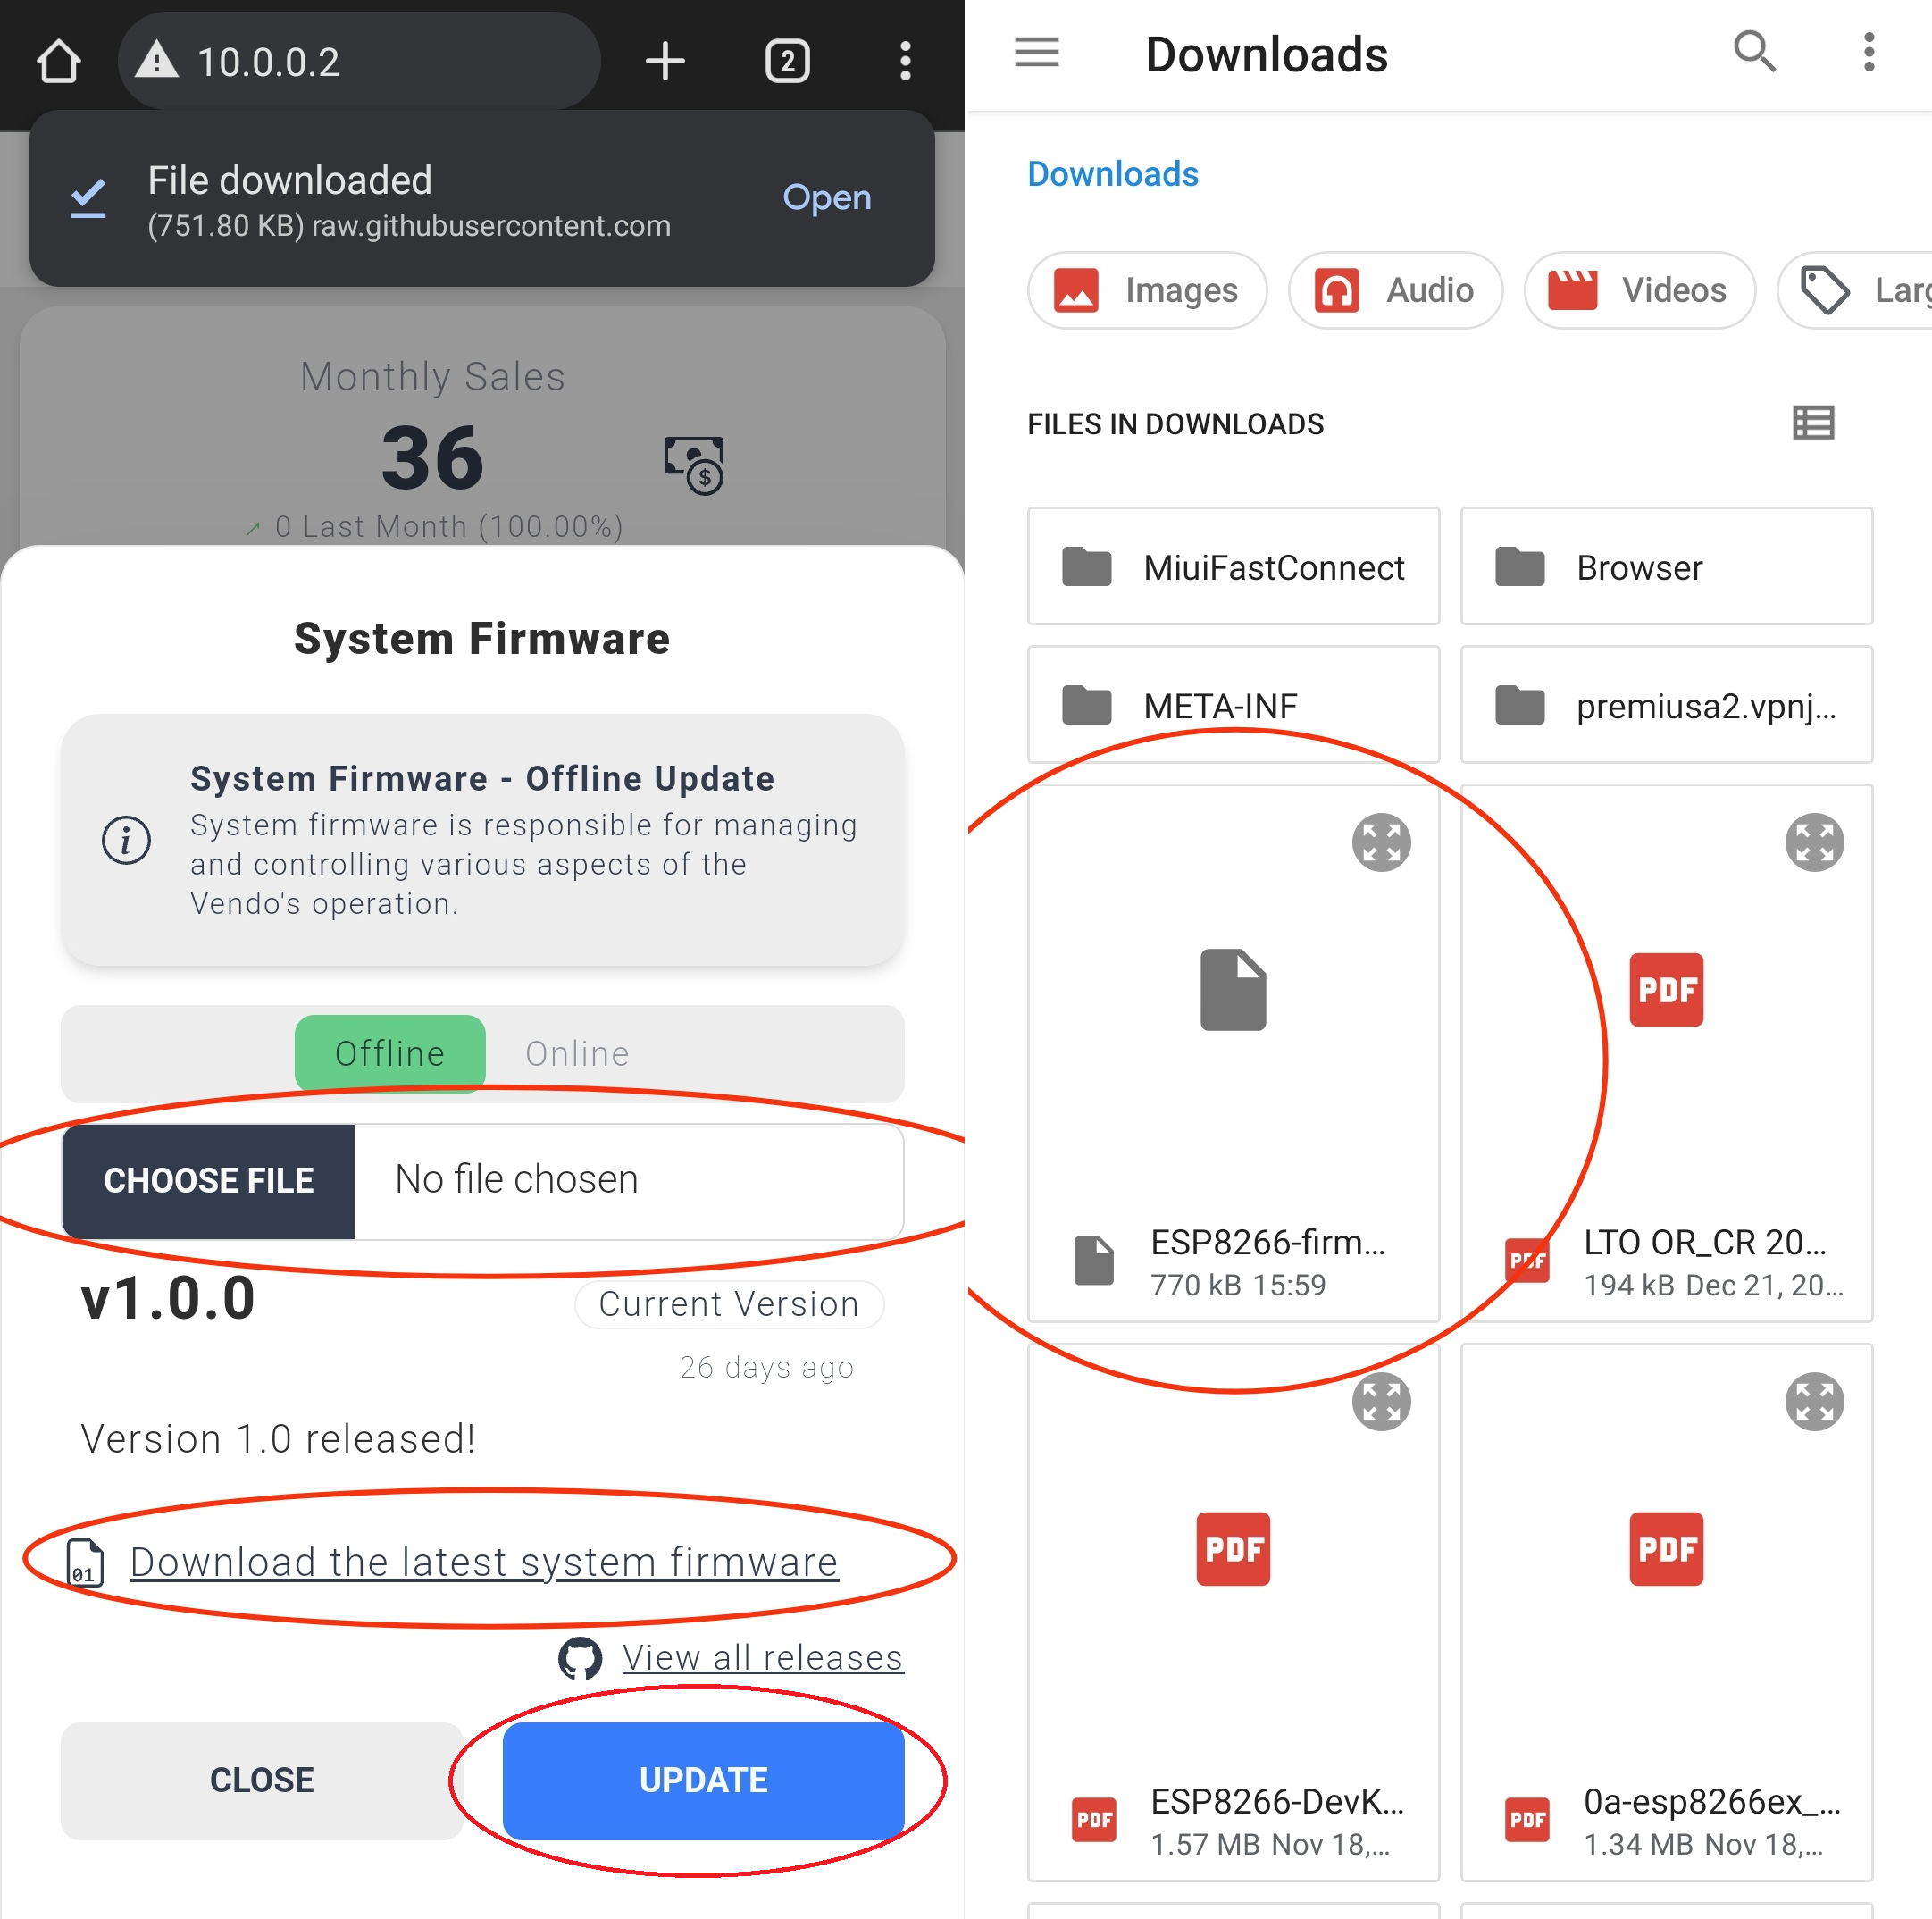 10.0.0.2
2
File downloaded
(751.80 KB) raw.githubusercontent.com
Open
Monthly Sales
36
$
0 Last Month (100.00%)
System Firmware
System Firmware - Offline Update
System firmware is responsible for managing
and controlling various aspects of the
Vendo's operation.
Offline
Online
CHOOSE FILE
No file chosen
v1.0.0
Current Version
26 days ago
Version 1.0 released!
01
Download the latest system firmware
View all releases
CLOSE
UPDATE
Downloads
Downloads
Images
Audio
Videos
Larg
FILES IN DOWNLOADS
MiuiFastConnect
Browser
META-INF
premiusa2.vpnj...
ESP8266-firm...
770 kB 15:59
PDF
PDF
LTO OR_CR 20...
194 kB Dec 21, 20...
PDF
PDF
ESP8266-DevK...
1.57 MB Nov 18,...
PDF
PDF
0a-esp8266ex_...
1.34 MB Nov 18,...